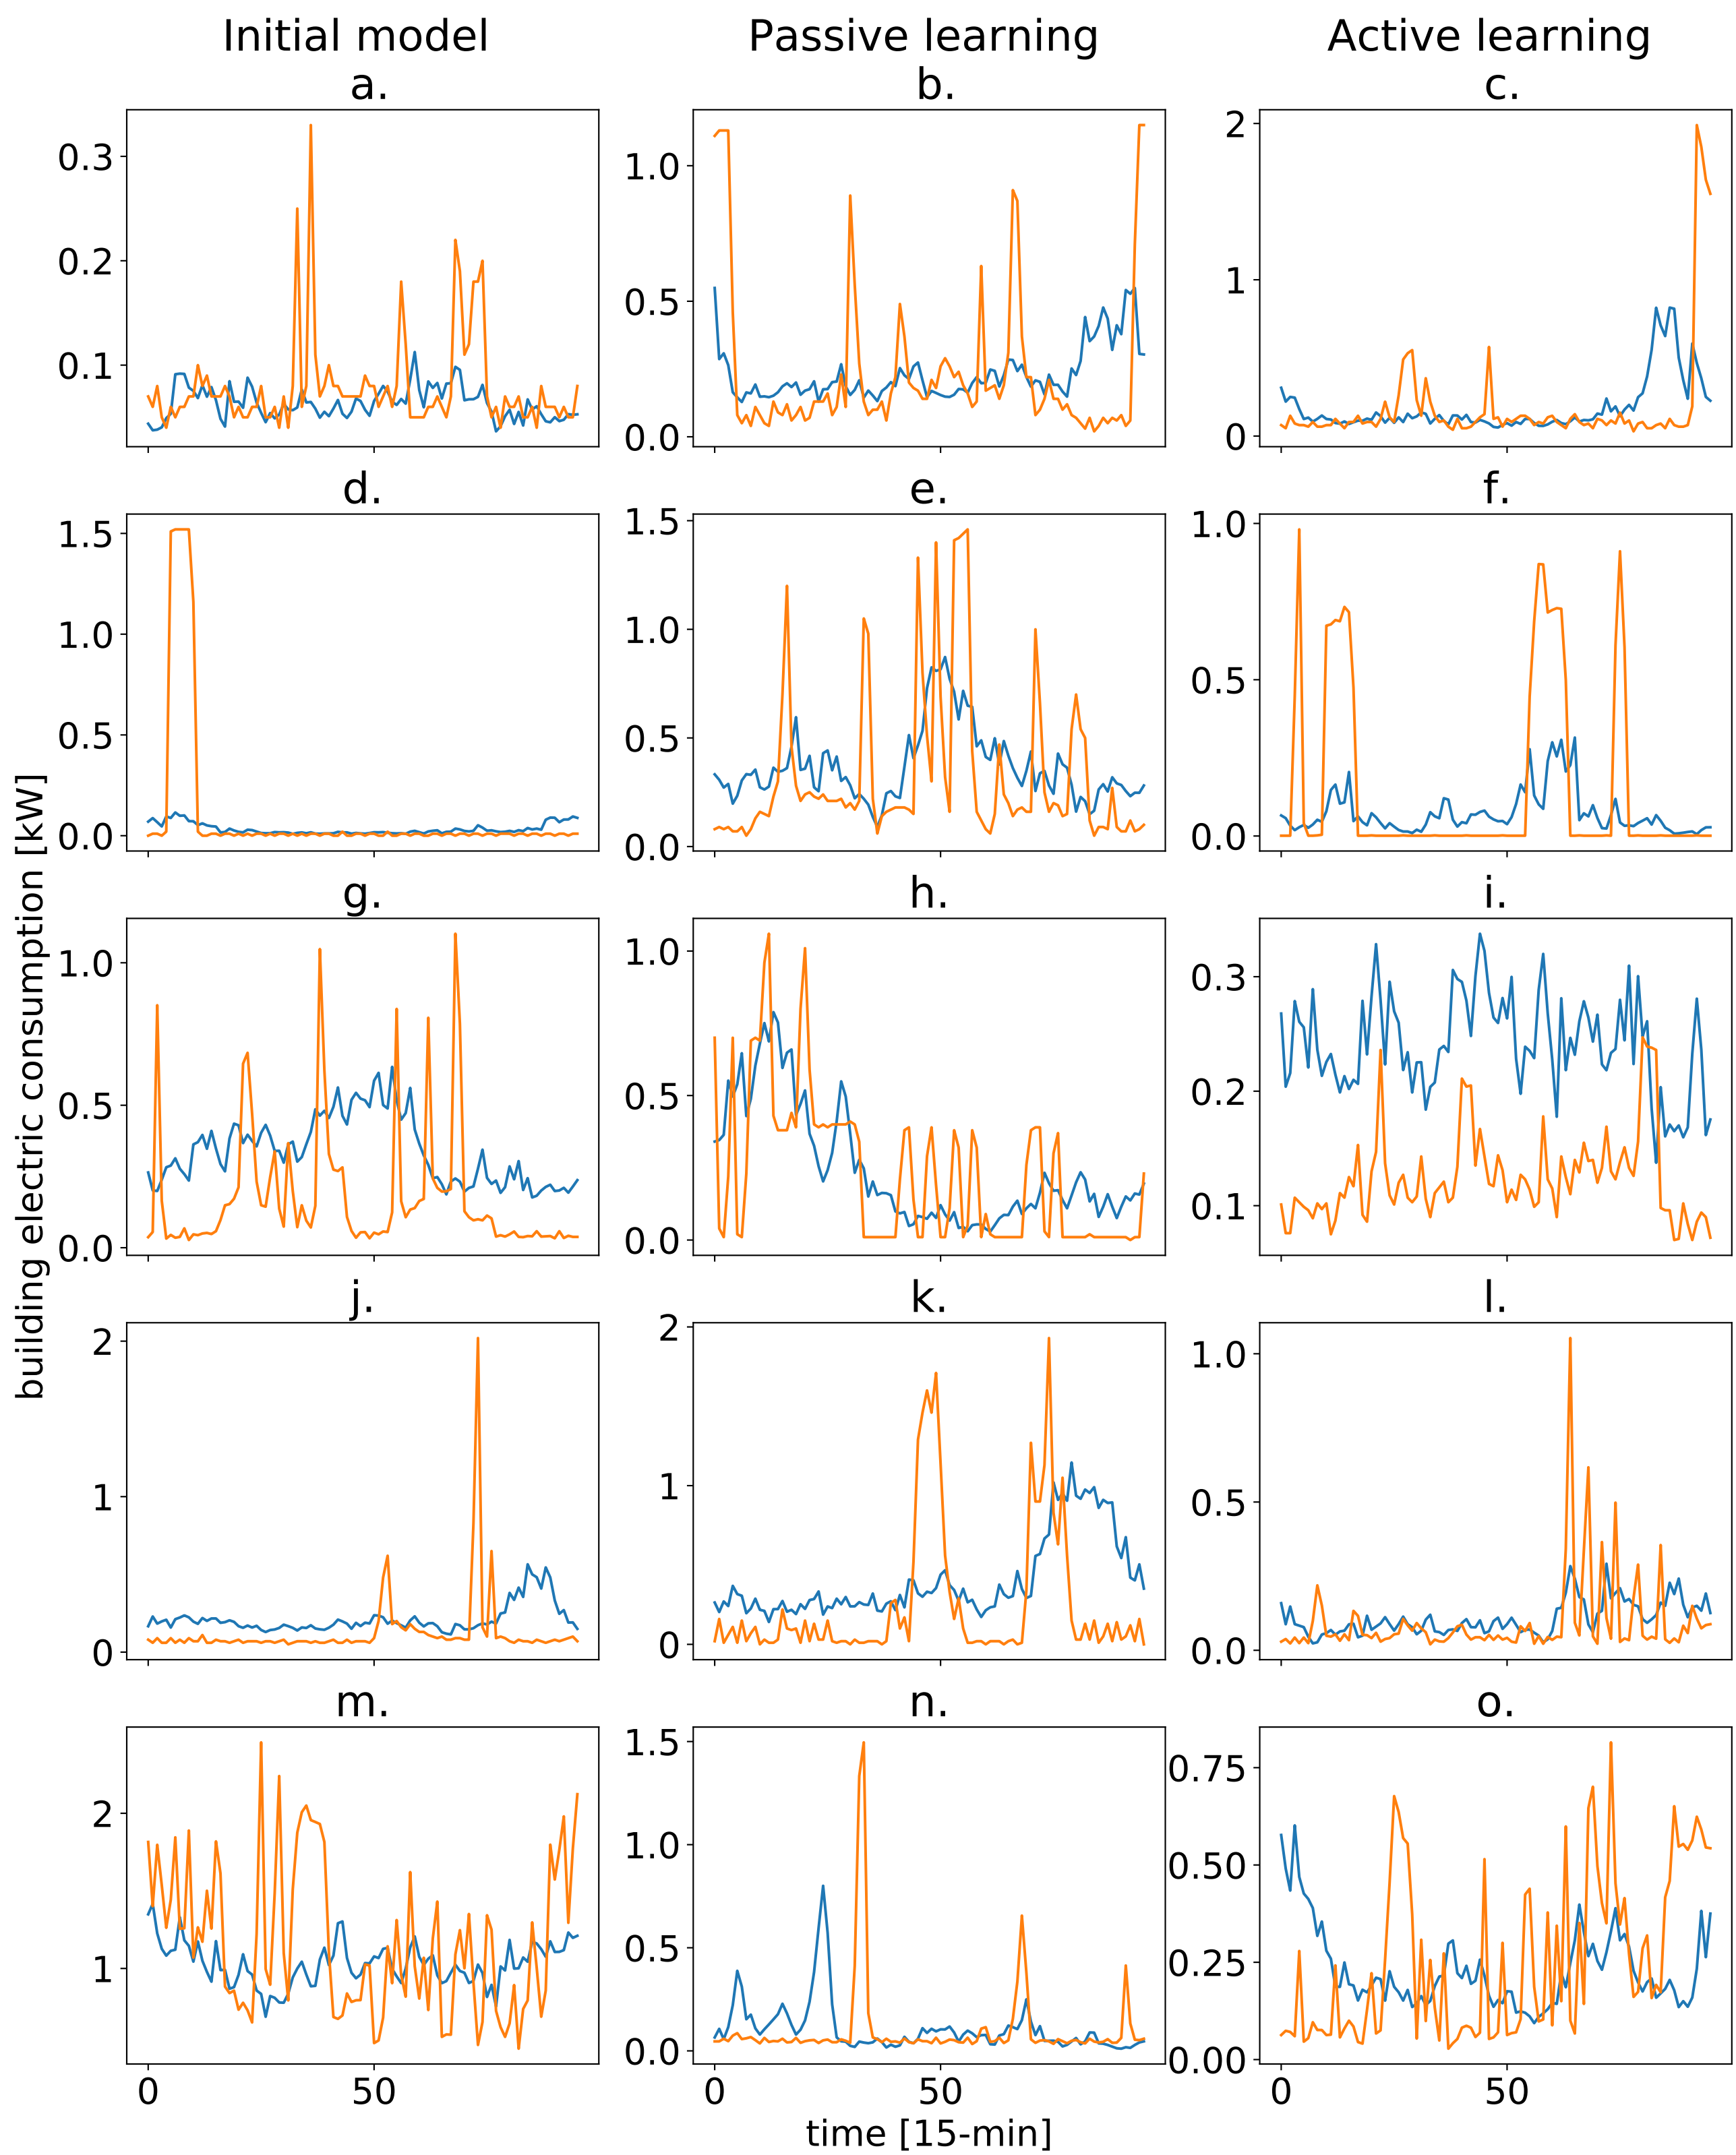 Initial model Passive learning Active learning
a. b. c.
0.3 1.0 2
0.2 0.5 1
0.1 0.0 0
d. e. f.
1.5 1.5 1.0
1.0 1.0 0.5
0.5 0.5 0.0
0.0 0.0
g. h. i.
1.0 1.0 0.3
0.5 0.5 0.2
0.0 0.0 0.1
j. k. l.
2 2 1.0
1 1 0.5
0 0 0.0
m. n. o.
2 1.5 0.75
1 1.0 0.50
0.5 0.25
0.0 0.00
0 50 0 50 0 50
building electric consumption [kW]
time [15-min]